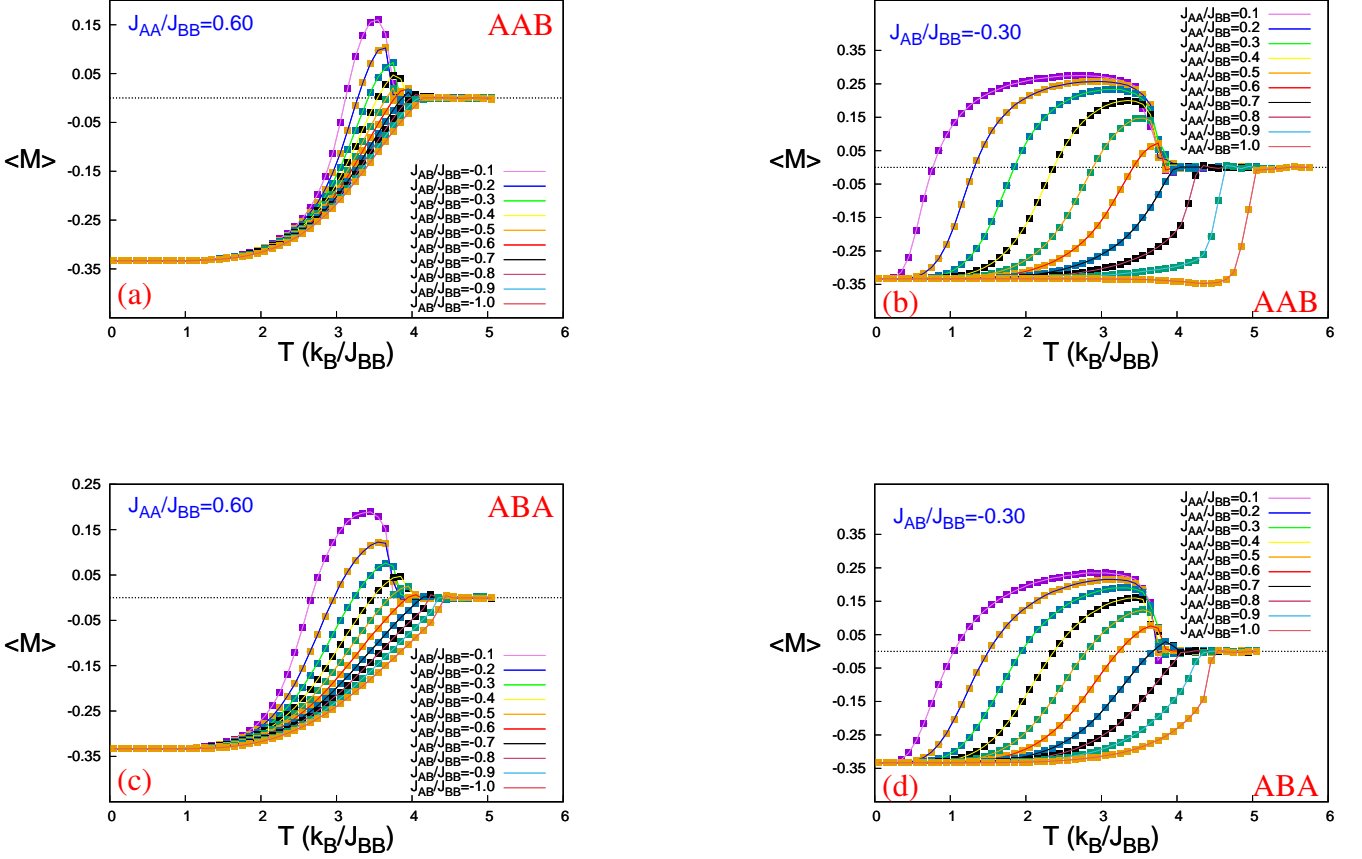 J_AA/J_BB=0.60
AAB
0.15
0.05
-0.05
-0.15
-0.25
-0.35
<M>
J_AB/J_BB=-0.1
J_AB/J_BB=-0.2
J_AB/J_BB=-0.3
J_AB/J_BB=-0.4
J_AB/J_BB=-0.5
J_AB/J_BB=-0.6
J_AB/J_BB=-0.7
J_AB/J_BB=-0.8
J_AB/J_BB=-0.9
J_AB/J_BB=-1.0
(a)
0 1 2 3 4 5 6
T (k_B/J_BB)
J_AB/J_BB=-0.30
J_AA/J_BB=0.1
J_AA/J_BB=0.2
J_AA/J_BB=0.3
J_AA/J_BB=0.4
J_AA/J_BB=0.5
J_AA/J_BB=0.6
J_AA/J_BB=0.7
J_AA/J_BB=0.8
J_AA/J_BB=0.9
J_AA/J_BB=1.0
0.35
0.25
0.15
0.05
-0.05
-0.15
-0.25
-0.35
<M>
(b)
AAB
0 1 2 3 4 5 6
T (k_B/J_BB)
J_AA/J_BB=0.60
ABA
0.25
0.15
0.05
-0.05
-0.15
-0.25
-0.35
<M>
J_AB/J_BB=-0.1
J_AB/J_BB=-0.2
J_AB/J_BB=-0.3
J_AB/J_BB=-0.4
J_AB/J_BB=-0.5
J_AB/J_BB=-0.6
J_AB/J_BB=-0.7
J_AB/J_BB=-0.8
J_AB/J_BB=-0.9
J_AB/J_BB=-1.0
(c)
0 1 2 3 4 5 6
T (k_B/J_BB)
J_AB/J_BB=-0.30
J_AA/J_BB=0.1
J_AA/J_BB=0.2
J_AA/J_BB=0.3
J_AA/J_BB=0.4
J_AA/J_BB=0.5
J_AA/J_BB=0.6
J_AA/J_BB=0.7
J_AA/J_BB=0.8
J_AA/J_BB=0.9
J_AA/J_BB=1.0
0.35
0.25
0.15
0.05
-0.05
-0.15
-0.25
-0.35
<M>
(d)
ABA
0 1 2 3 4 5 6
T (k_B/J_BB)